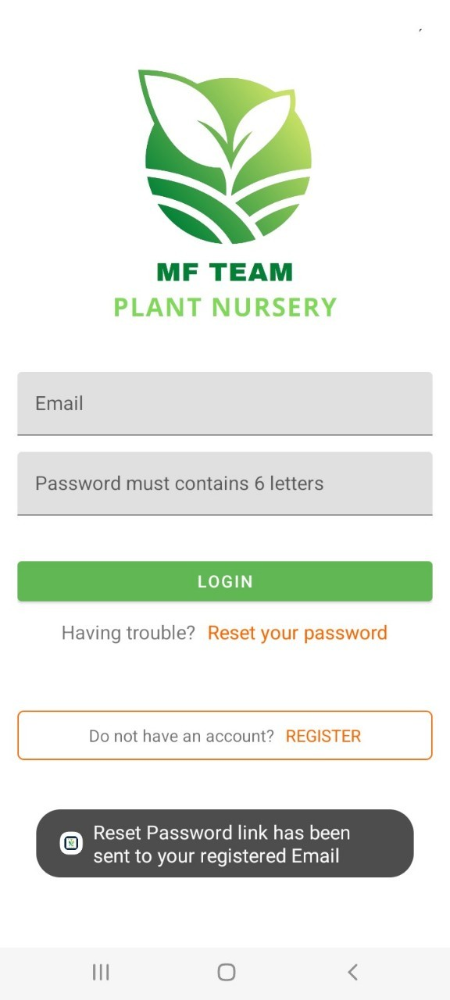 MF TEAM
PLANT NURSERY
Email
Password must contains 6 letters
LOGIN
Having trouble? Reset your password
Do not have an account? REGISTER
Reset Password link has been
sent to your registered Email